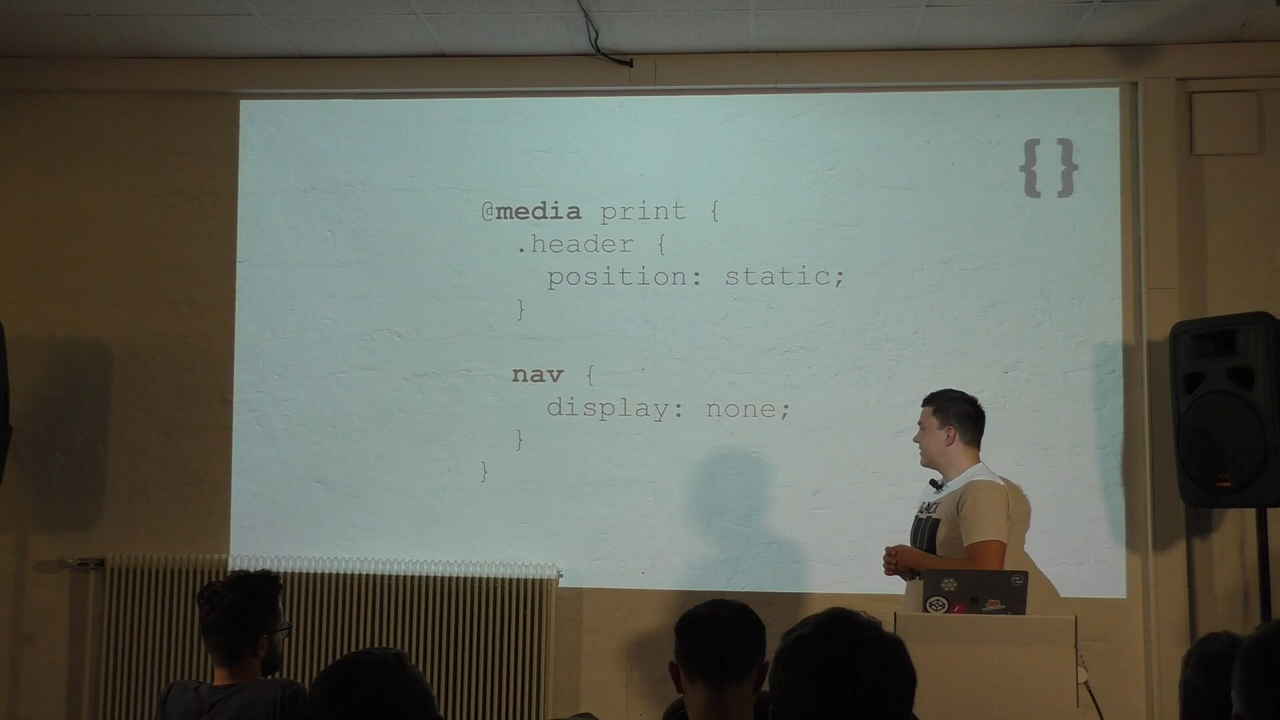 {}
@media print {
  .header {
    position: static;
  }

  nav {
    display: none;
  }
}